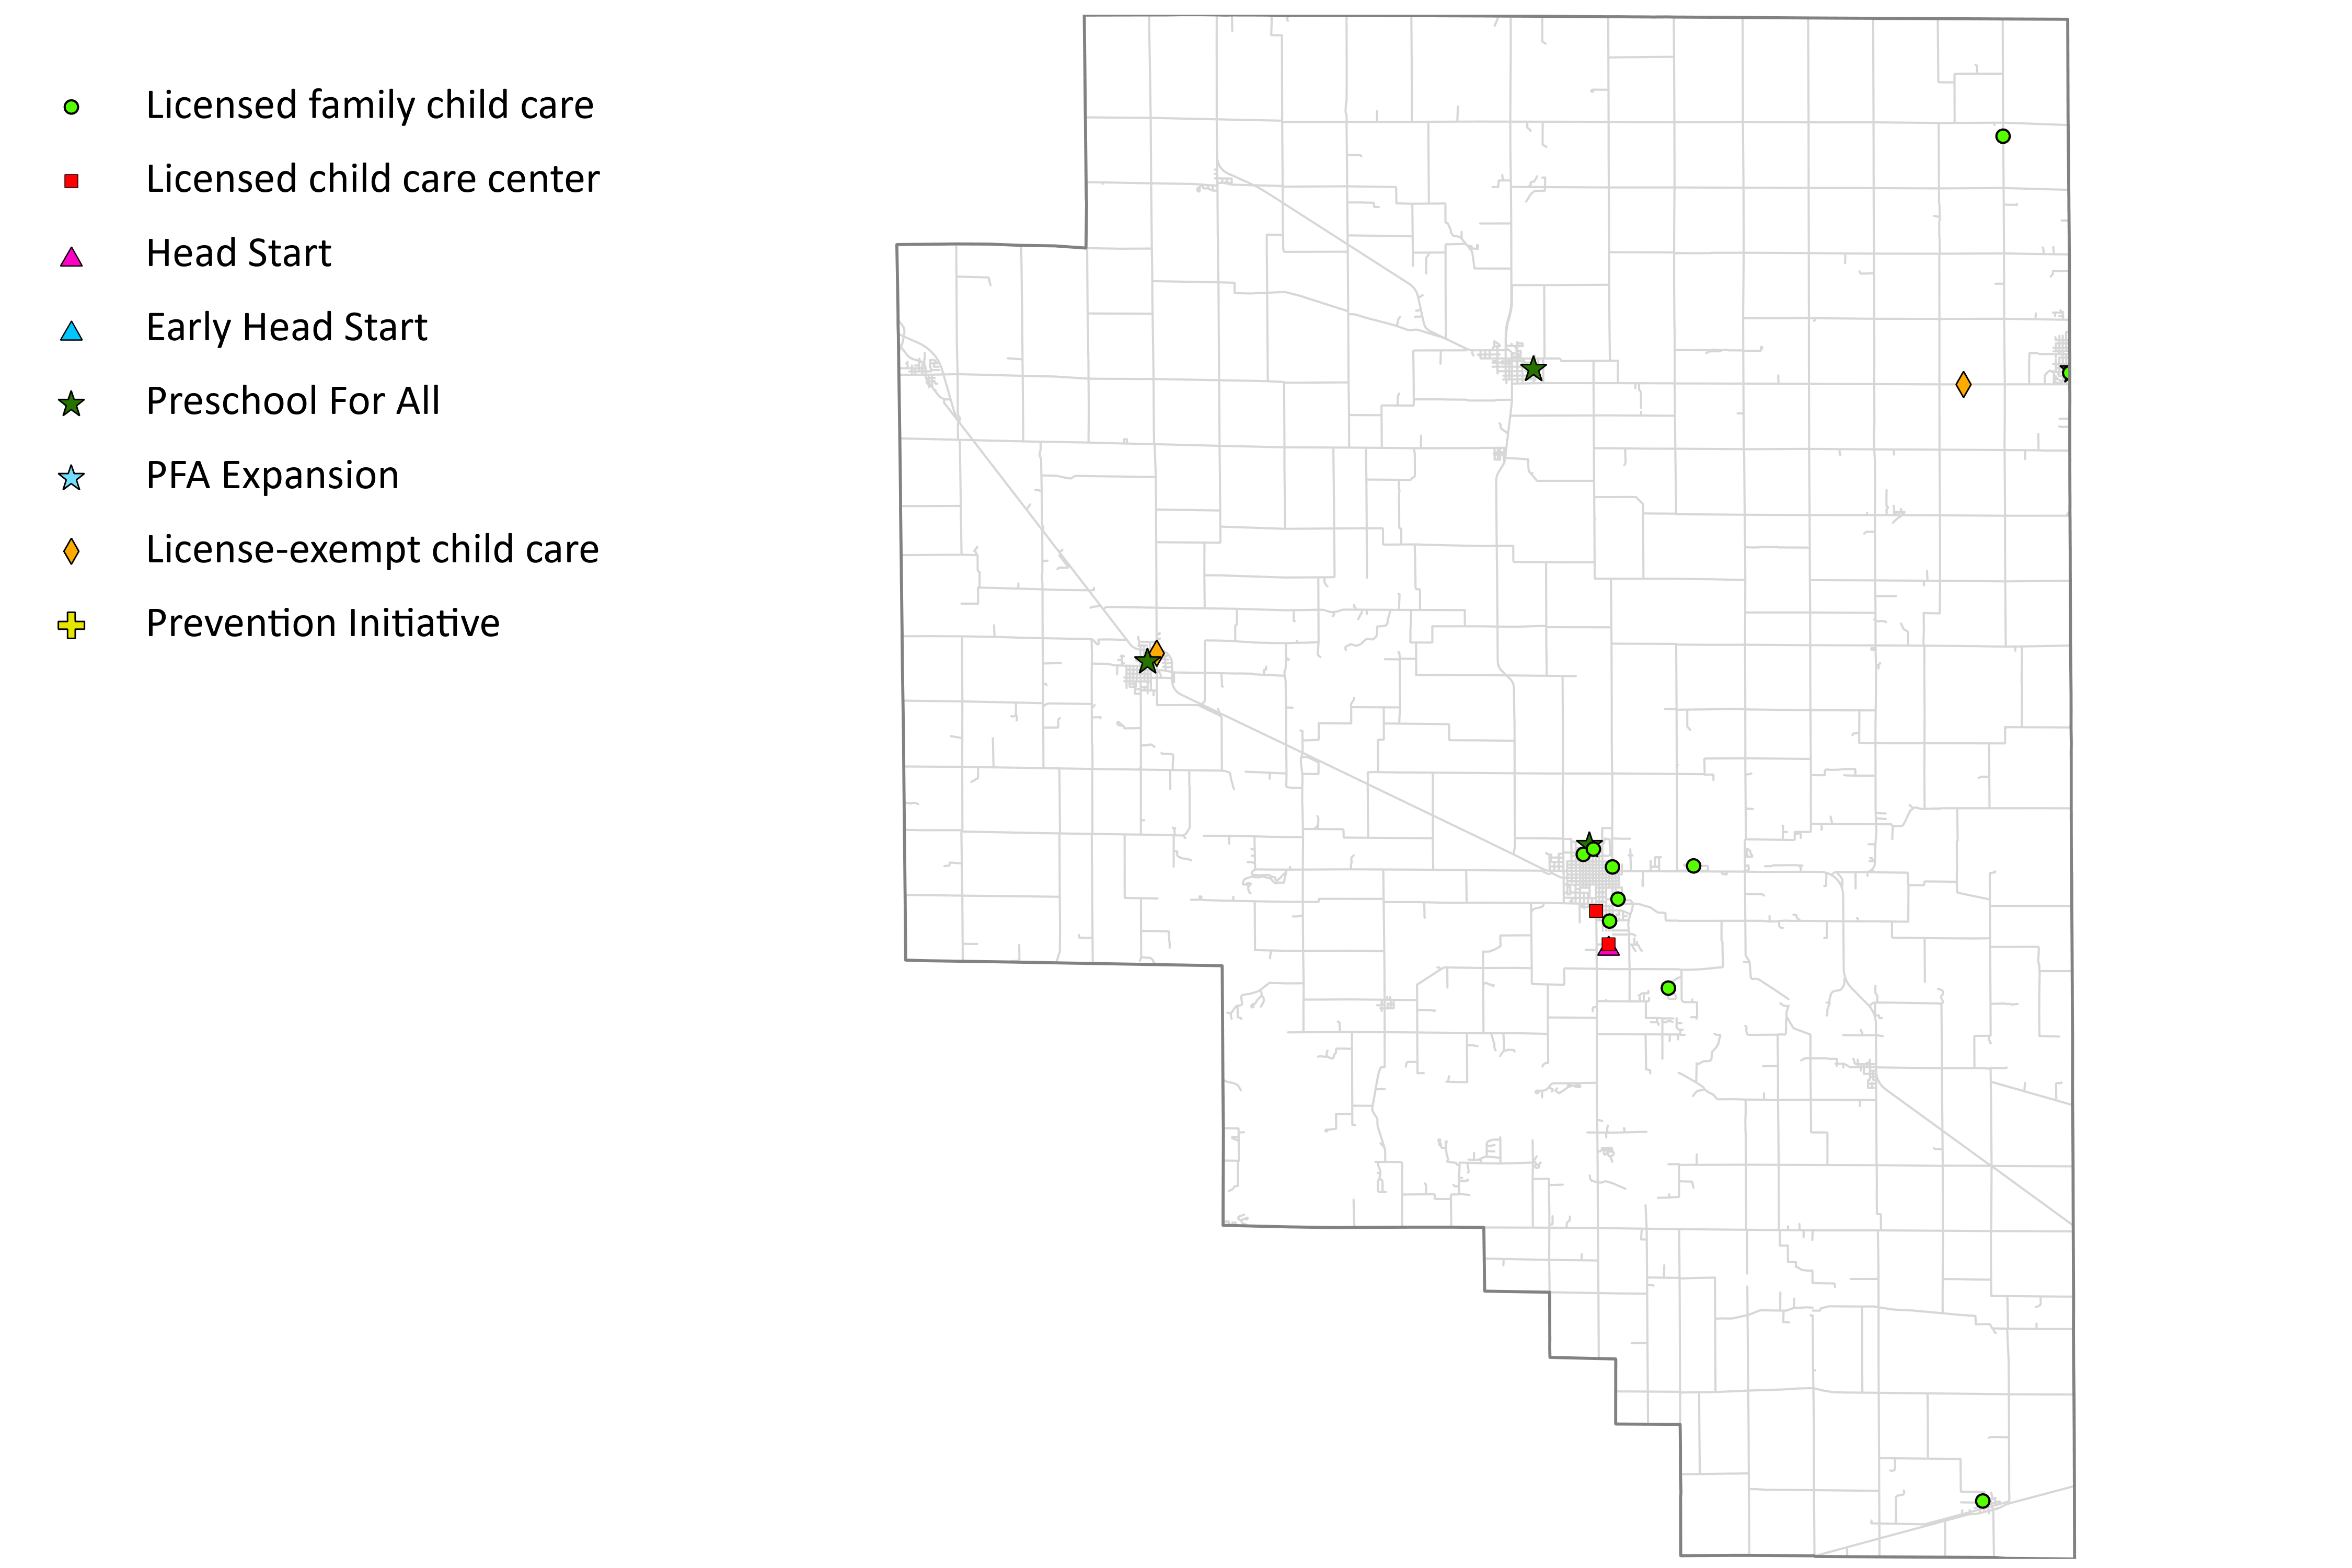 Licensed family child care
Licensed child care center
Head Start
Early Head Start
Preschool For All
PFA Expansion
License-exempt child care
Prevention Initiative